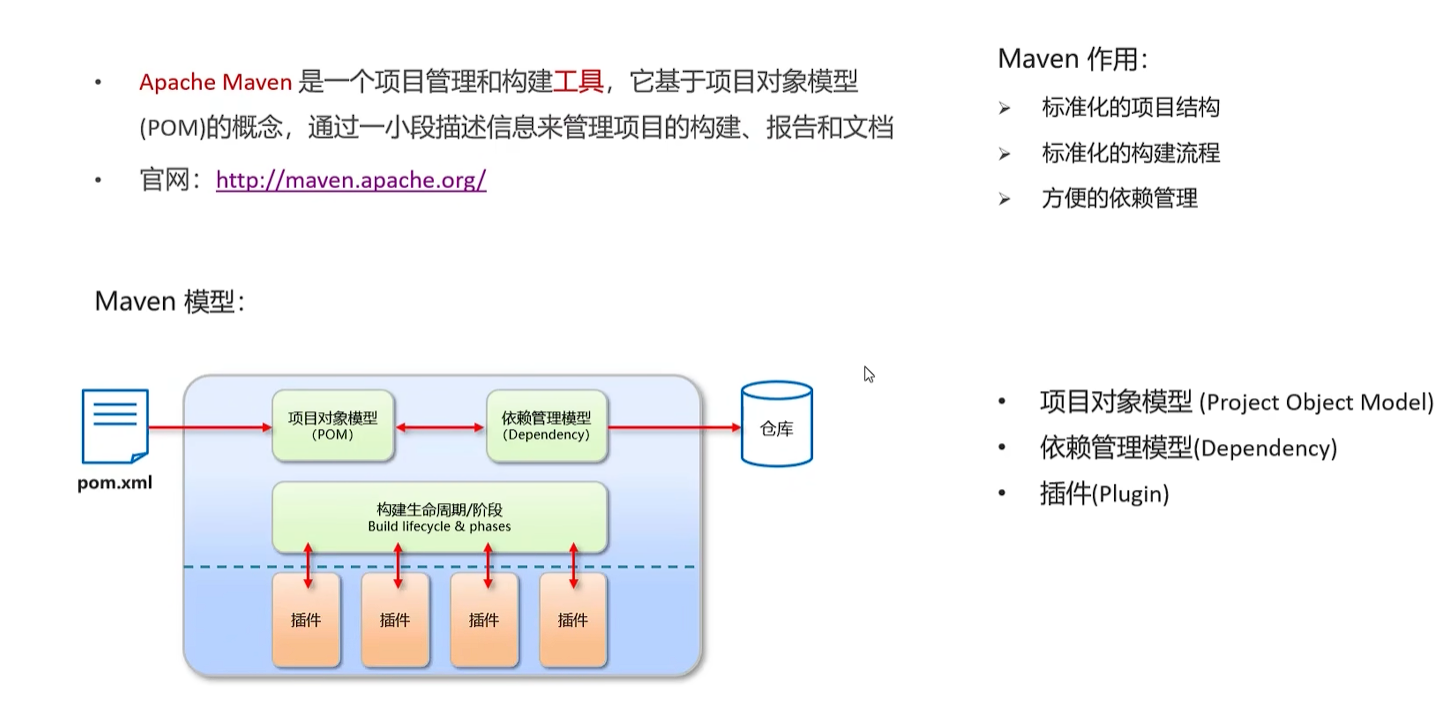 Apache Maven 是一个项目管理和构建工具，它基于项目对象模型
(POM)的概念，通过一小段描述信息来管理项目的构建、报告和文档
官网：http://maven.apache.org/
Maven 作用：
标准化的项目结构
标准化的构建流程
方便的依赖管理
Maven 模型：
pom.xml
项目对象模型
（POM）
依赖管理模型
（Dependency）
仓库
构建生命周期/阶段
Build lifecycle & phases
插件
插件
插件
插件
项目对象模型 (Project Object Model)
依赖管理模型(Dependency)
插件(Plugin)